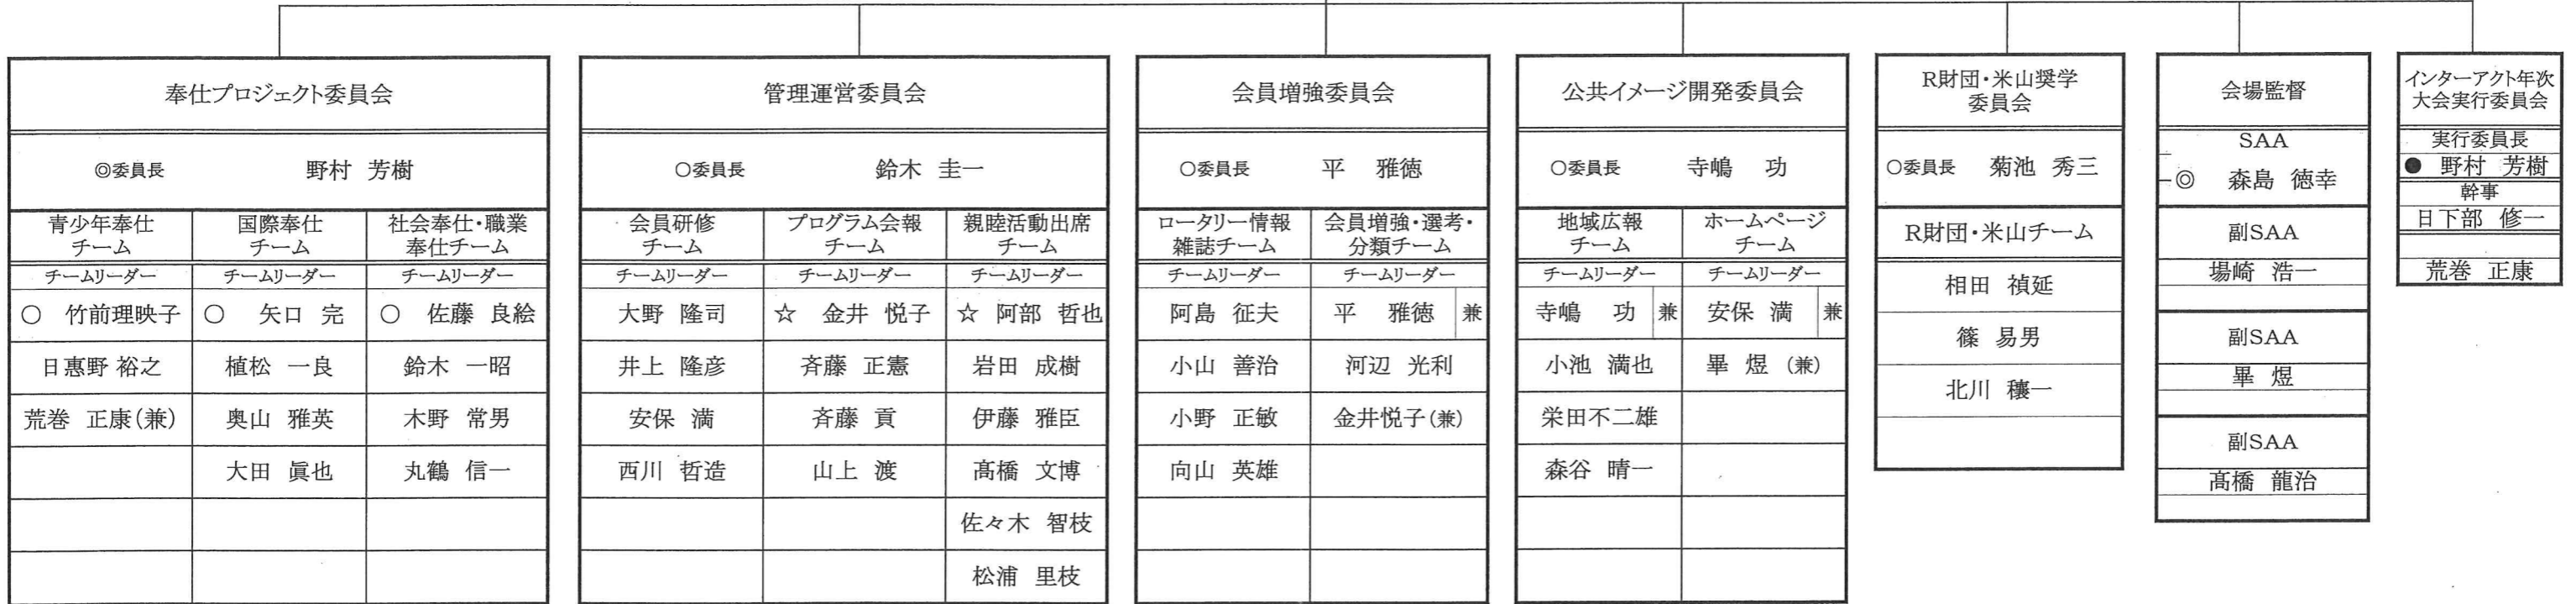 奉仕プロジェクト委員会
◎委員長 野村 芳樹
青少年奉仕
チーム
国際奉仕
チーム
社会奉仕・職業
奉仕チーム
チームリーダー チームリーダー チームリーダー
○ 竹前理映子 ○ 矢口 完 ○ 佐藤 良絵
日惠野 裕之 植松 一良 鈴木 一昭
荒巻 正康(兼) 奥山 雅英 木野 常男
大田 眞也 丸鶴 信一
管理運営委員会
○委員長 鈴木 圭一
会員研修
チーム
プログラム会報
チーム
親睦活動出席
チーム
チームリーダー チームリーダー チームリーダー
大野 隆司 ☆ 金井 悦子 ☆ 阿部 哲也
井上 隆彦 斉藤 正憲 岩田 成樹
安保 満 斉藤 貢 伊藤 雅臣
西川 哲造 山上 渡 髙橋 文博
佐々木 智枝
松浦 里枝
会員増強委員会
○委員長 平 雅徳
ロータリー情報
雑誌チーム
会員増強・選考・
分類チーム
チームリーダー チームリーダー
阿島 征夫 平 雅徳 兼
小山 善治 河辺 光利
小野 正敏 金井悦子(兼)
向山 英雄
公共イメージ開発委員会
○委員長 寺嶋 功
地域広報
チーム
ホームページ
チーム
チームリーダー チームリーダー
寺嶋 功 兼 安保 満 兼
小池 満也 畢 煜 (兼)
栄田不二雄
森谷 晴一
R財団・米山奨学
委員会
○委員長 菊池 秀三
R財団・米山チーム
相田 禎延
篠 易男
北川 穰一
会場監督
SAA
◎ 森島 徳幸
副SAA
場崎 浩一
副SAA
畢 煜
副SAA
髙橋 龍治
インターアクト年次
大会実行委員会
実行委員長
● 野村 芳樹
幹事
日下部 修一
荒巻 正康